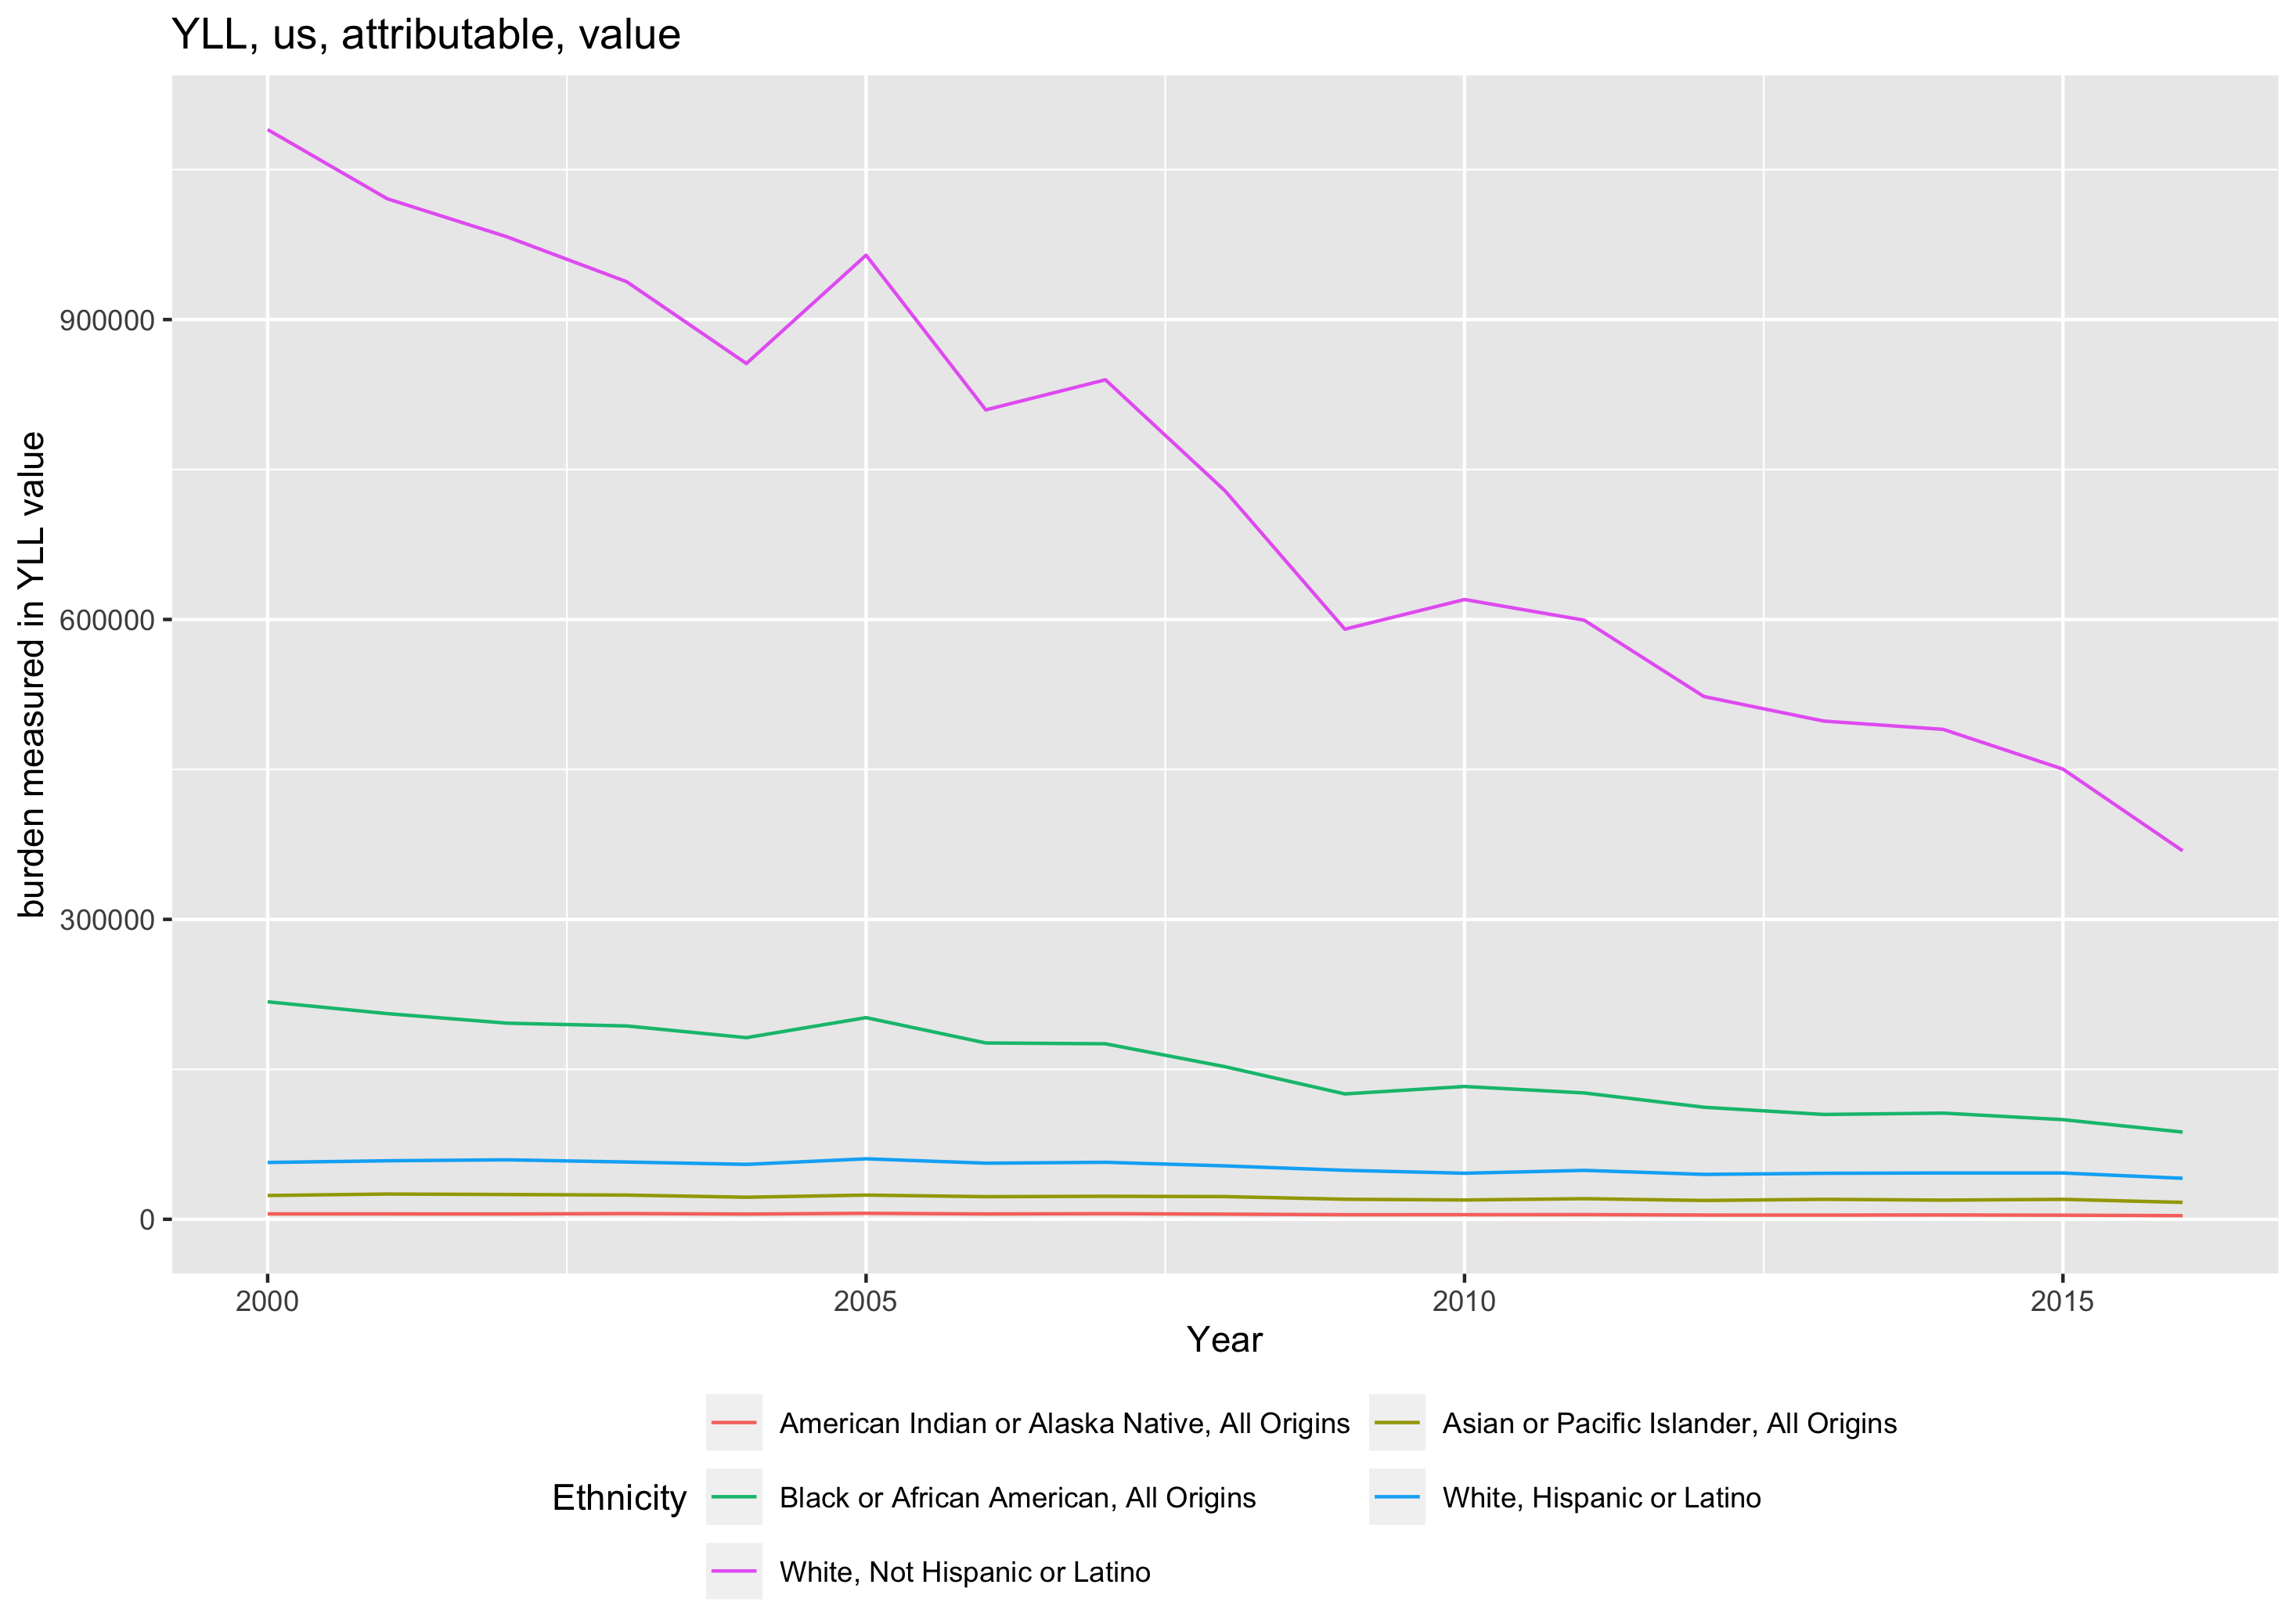 YLL, us, attributable, value
burden measured in YLL value
900000
600000
300000
0
2000 2005 2010 2015
Year
Ethnicity
American Indian or Alaska Native, All Origins
Asian or Pacific Islander, All Origins
Black or African American, All Origins
White, Hispanic or Latino
White, Not Hispanic or Latino